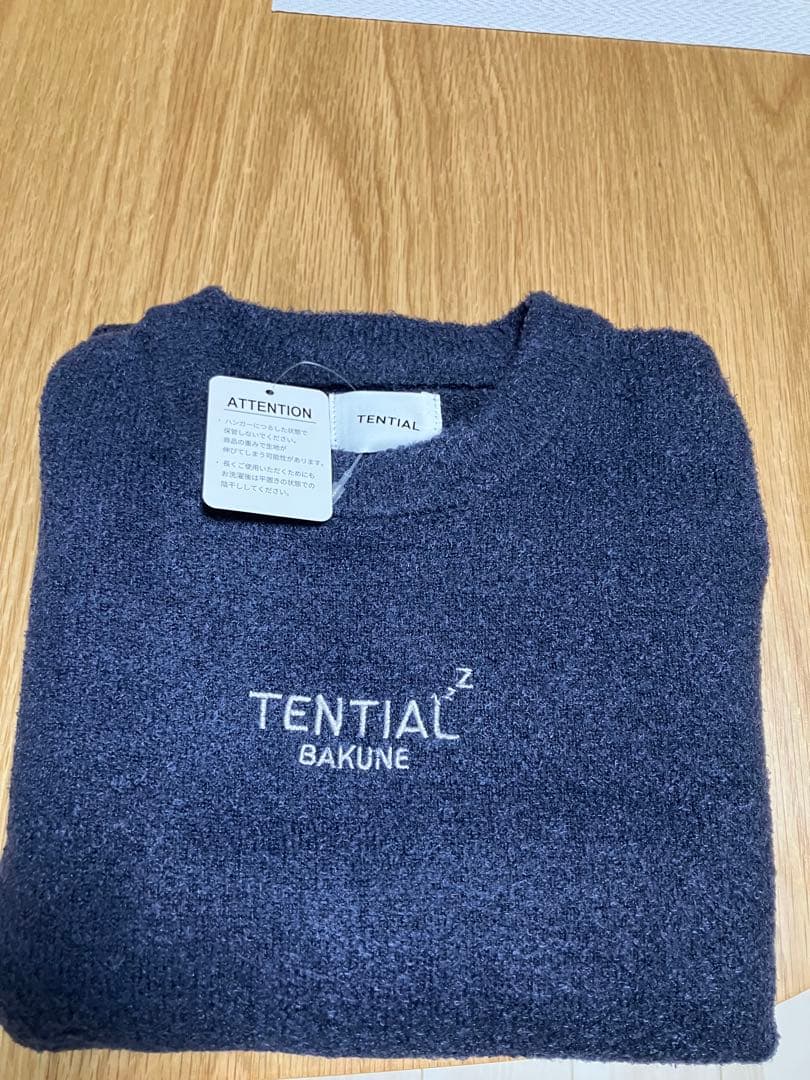 ATTENTION
・ハンガーにつるした状態で
保管しないでください。
商品の重みで生地が
伸びてしまう可能性があります。
・長くご使用いただくためにも
お洗濯後は平置きの状態での
陰干ししてください。
TENTIAL
TENTIAL zz
BAKUNE